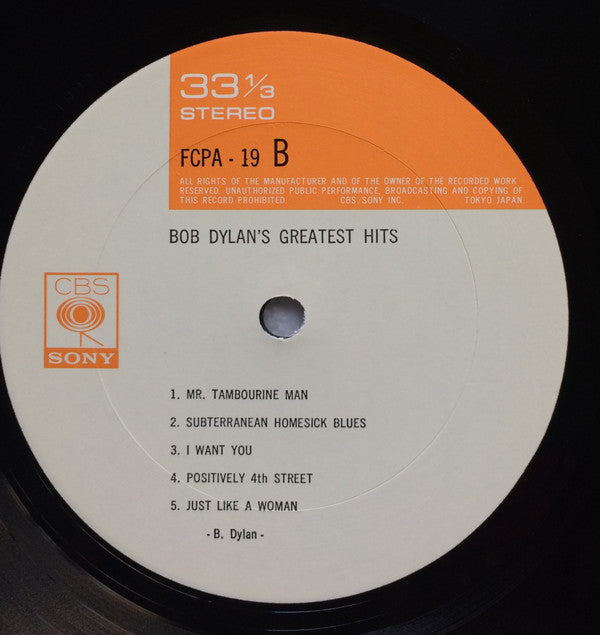 33 1/3
STEREO
FCPA - 19 B
ALL RIGHTS OF THE MANUFACTURER AND OF THE OWNER OF THE RECORDED WORK
RESERVED. UNAUTHORIZED PUBLIC PERFORMANCE, BROADCASTING AND COPYING OF
THIS RECORD PROHIBITED. CBS/SONY INC. TOKYO JAPAN.
BOB DYLAN'S GREATEST HITS
CBS
SONY
1. MR. TAMBOURINE MAN
2. SUBTERRANEAN HOMESICK BLUES
3. I WANT YOU
4. POSITIVELY 4th STREET
5. JUST LIKE A WOMAN
- B. Dylan -